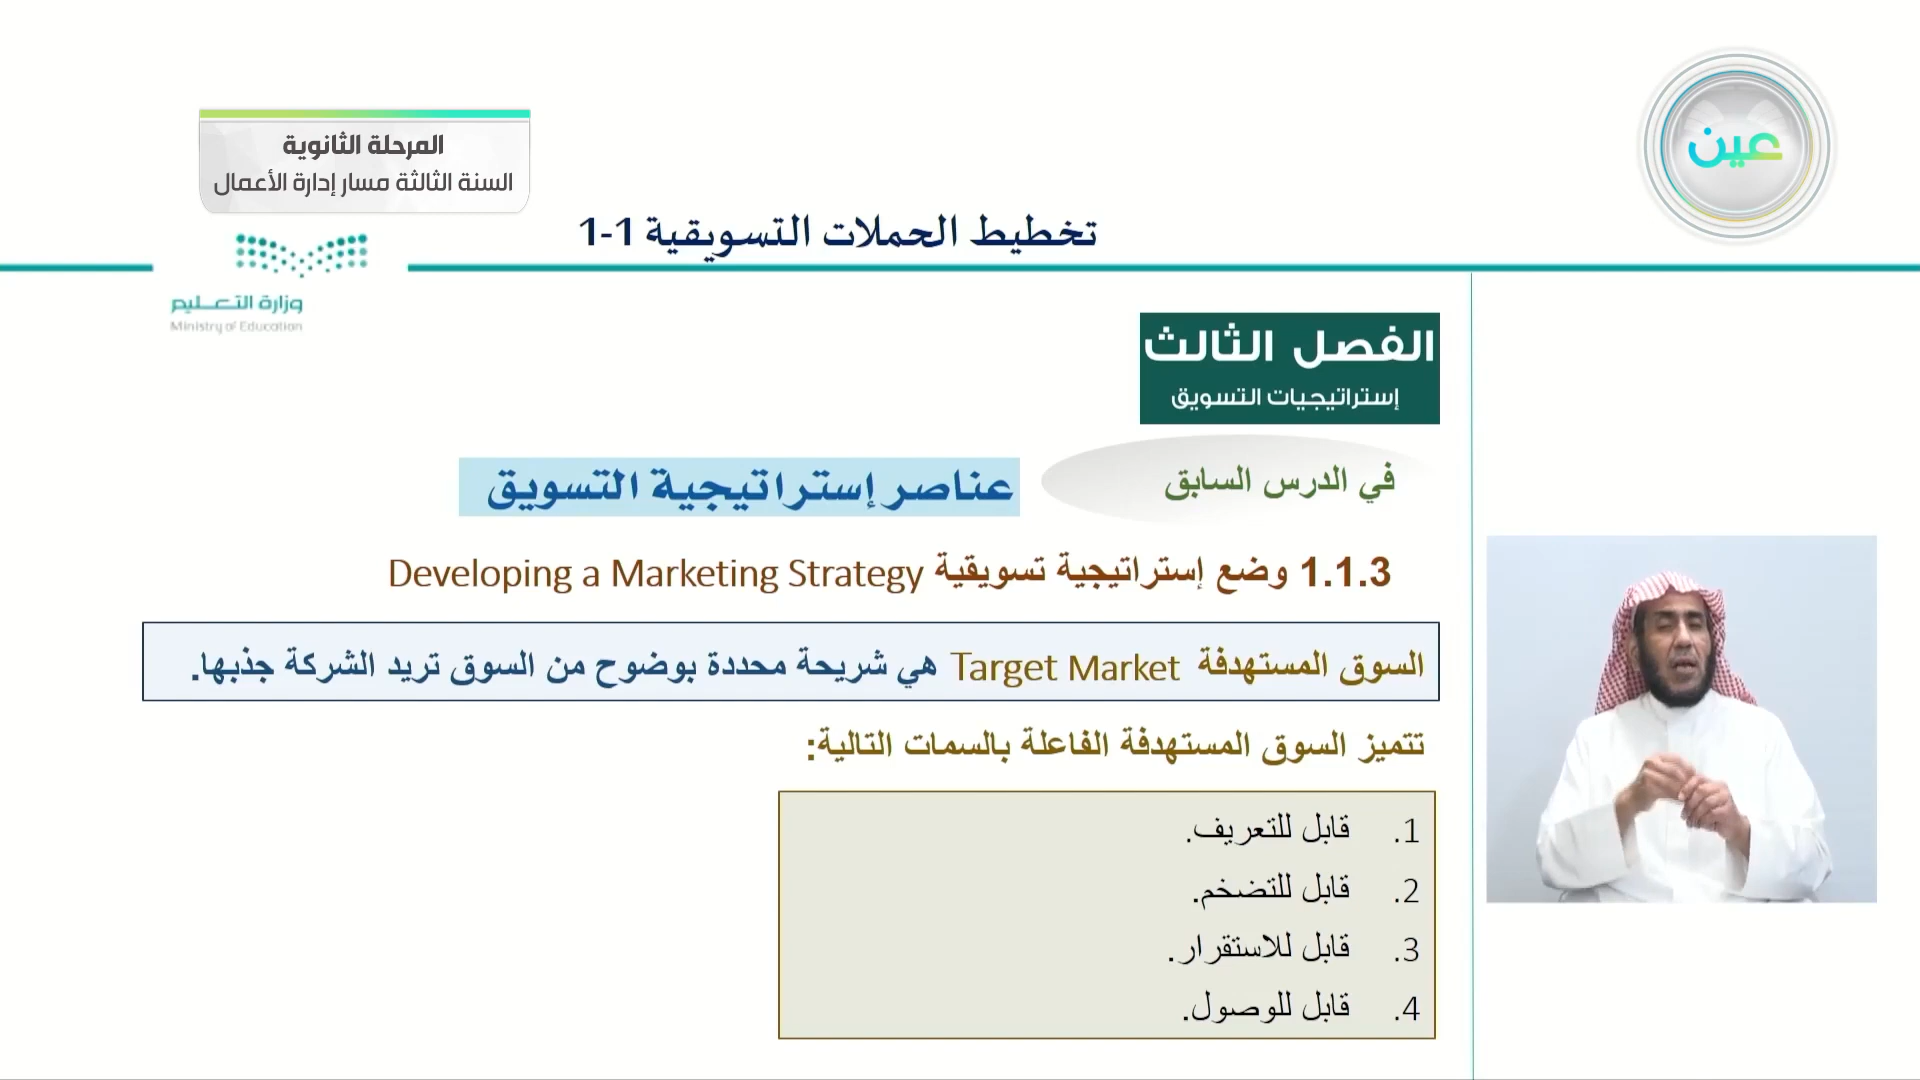 عين
المرحلة الثانوية
السنة الثالثة مسار إدارة الأعمال
تخطيط الحملات التسويقية 1-1
وزارة التعليم
Ministry of Education
الفصل الثالث
إستراتيجيات التسويق
في الدرس السابق
عناصر إستراتيجية التسويق
1.1.3 وضع إستراتيجية تسويقية Developing a Marketing Strategy
السوق المستهدفة Target Market هي شريحة محددة بوضوح من السوق تريد الشركة جذبها.
تتميز السوق المستهدفة الفاعلة بالسمات التالية:
1. قابل للتعريف.
2. قابل للتضخم.
3. قابل للاستقرار.
4. قابل للوصول.